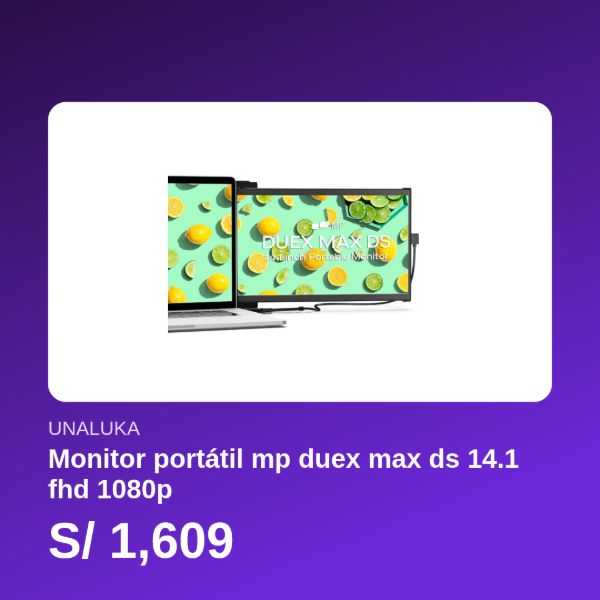 MP
DUEX MAX DS
14.1-inch Portable Monitor
UNALUKA
Monitor portátil mp duex max ds 14.1
fhd 1080p
S/ 1,609